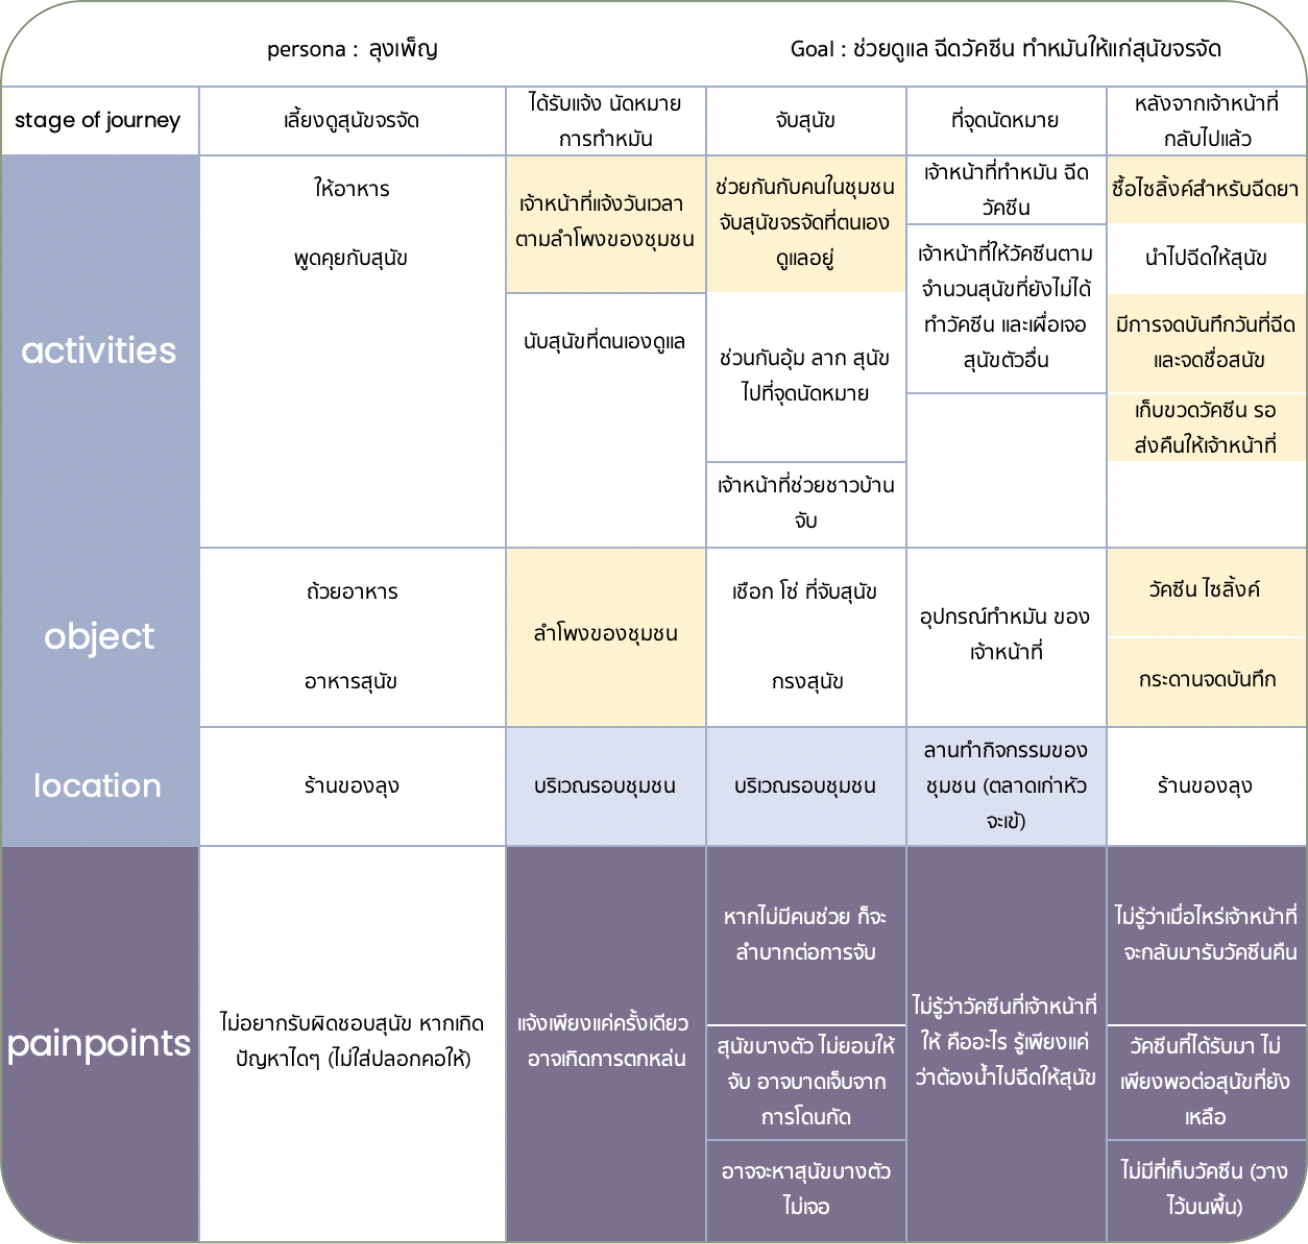 persona : ลุงเพ็ญ
Goal : ช่วยดูแล ฉีดวัคซีน ทำหมันให้แก่สุนัขจรจัด
stage of journey
เลี้ยงดูสุนัขจรจัด
ได้รับแจ้ง นัดหมาย
การทำหมัน
จับสุนัข
ที่จุดนัดหมาย
หลังจากเจ้าหน้าที่
กลับไปแล้ว
activities
ให้อาหาร
พูดคุยกับสุนัข
เจ้าหน้าที่แจ้งวันเวลา
ตามลำโพงของชุมชน
นับสุนัขที่ตนเองดูแล
ช่วยกันกับคนในชุมชน
จับสุนัขจรจัดที่ตนเอง
ดูแลอยู่
ช่วนกันอุ้ม ลาก สุนัข
ไปที่จุดนัดหมาย
เจ้าหน้าที่ช่วยชาวบ้าน
จับ
เจ้าหน้าที่ทำหมัน ฉีด
วัคซีน
เจ้าหน้าที่ให้วัคซีนตาม
จำนวนสุนัขที่ยังไม่ได้
ทำวัคซีน และเผื่อเจอ
สุนัขตัวอื่น
ซื้อไซลิ้งค์สำหรับฉีดยา
นำไปฉีดให้สุนัข
มีการจดบันทึกวันที่ฉีด
และจดชื่อสนัข
เก็บขวดวัคซีน รอ
ส่งคืนให้เจ้าหน้าที่
object
ถ้วยอาหาร
อาหารสุนัข
ลำโพงของชุมชน
เชือก โซ่ ที่จับสุนัข
กรงสุนัข
อุปกรณ์ทำหมัน ของ
เจ้าหน้าที่
วัคซีน ไซลิ้งค์
กระดานจดบันทึก
location
ร้านของลุง
บริเวณรอบชุมชน
บริเวณรอบชุมชน
ลานทำกิจกรรมของ
ชุมชน (ตลาดเก่าหัว
จะเข้)
ร้านของลุง
painpoints
ไม่อยากรับผิดชอบสุนัข หากเกิด
ปัญหาใดๆ (ไม่ใส่ปลอกคอให้)
แจ้งเพียงแค่ครั้งเดียว
อาจเกิดการตกหล่น
หากไม่มีคนช่วย ก็จะ
ลำบากต่อการจับ
สุนัขบางตัว ไม่ยอมให้
จับ อาจบาดเจ็บจาก
การโดนกัด
อาจจะหาสุนัขบางตัว
ไม่เจอ
ไม่รู้ว่าวัคซีนที่เจ้าหน้าที่
ให้ คืออะไร รู้เพียงแค่
ว่าต้องน้ำไปฉีดให้สุนัข
ไม่รู้ว่าเมื่อไหร่เจ้าหน้าที่
จะกลับมารับวัคซีนคืน
วัคซีนที่ได้รับมา ไม่
เพียงพอต่อสุนัขที่ยัง
เหลือ
ไม่มีที่เก็บวัคซีน (วาง
ไว้บนพื้น)